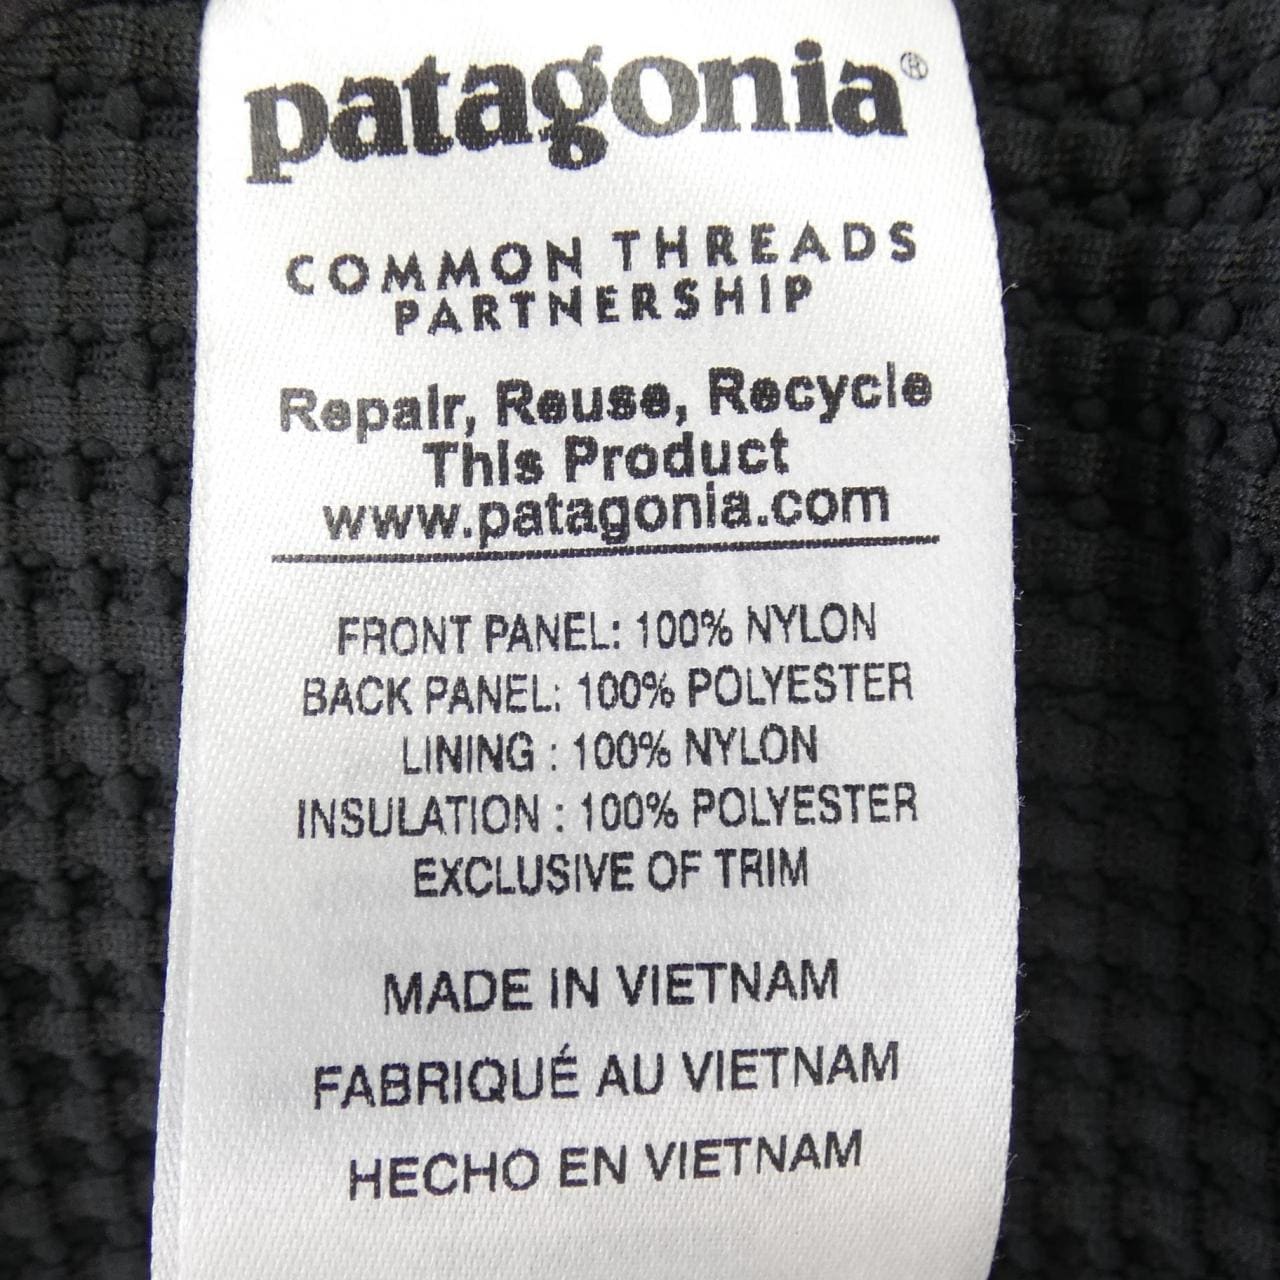 patagonia®
COMMON THREADS
PARTNERSHIP
Repair, Reuse, Recycle
This Product
www.patagonia.com
FRONT PANEL: 100% NYLON
BACK PANEL: 100% POLYESTER
LINING : 100% NYLON
INSULATION : 100% POLYESTER
EXCLUSIVE OF TRIM
MADE IN VIETNAM
FABRIQUÉ AU VIETNAM
HECHO EN VIETNAM